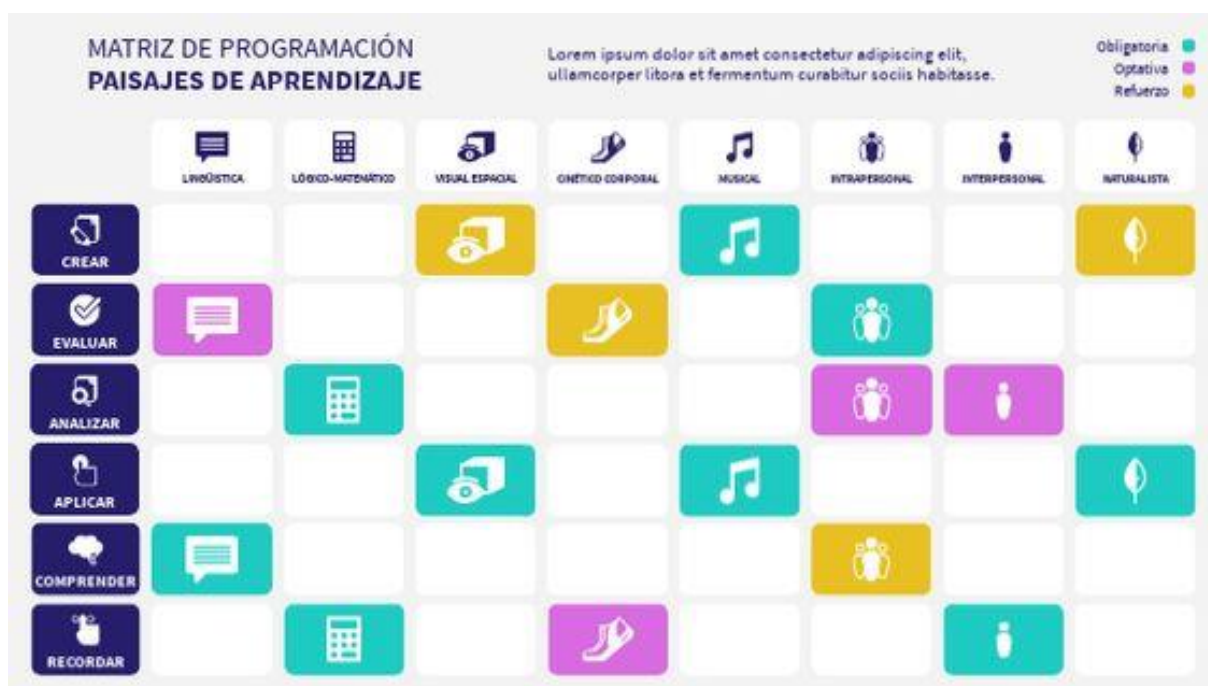 MATRIZ DE PROGRAMACIÓN
PAISAJES DE APRENDIZAJE
Lorem ipsum dolor sit amet consectetur adipiscing elit,
ullamcorper litora et fermentum curabitur sociis habitasse.
Obligatoria
Optativa
Refuerzo
LINGÜISTICA
LÓGICO-MATEMÁTICO
VISUAL ESPACIAL
CINÉTICO CORPORAL
MUSICAL
INTRAPERSONAL
INTERPERSONAL
NATURALISTA
CREAR
EVALUAR
ANALIZAR
APLICAR
COMPRENDER
RECORDAR